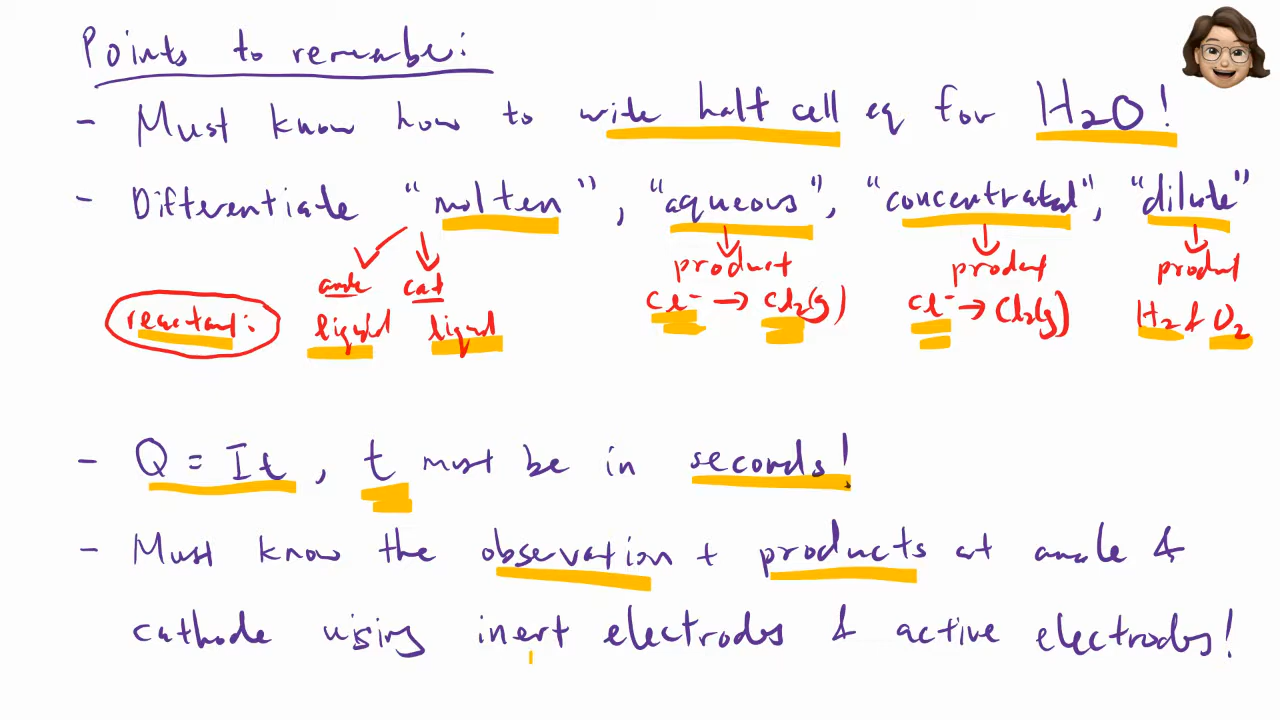 Points to remember:
- Must know how to write half cell eq for H2O!
- Differentiate "molten", "aqueous", "concentrated", "dilute"
anode cat product product product
reactant: liquid liquid Cl⁻ → Cl2(g) Cl⁻ → Cl2(g) H2 & O2
- Q = It, t must be in seconds!
- Must know the observation + products at anode &
cathode using inert electrodes & active electrodes!